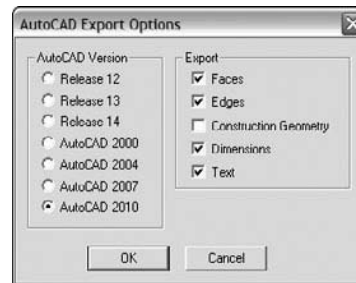 AutoCAD Export Options
AutoCAD Version
Release 12
Release 13
Release 14
AutoCAD 2000
AutoCAD 2004
AutoCAD 2007
AutoCAD 2010
Export
Faces
Edges
Construction Geometry
Dimensions
Text
OK
Cancel